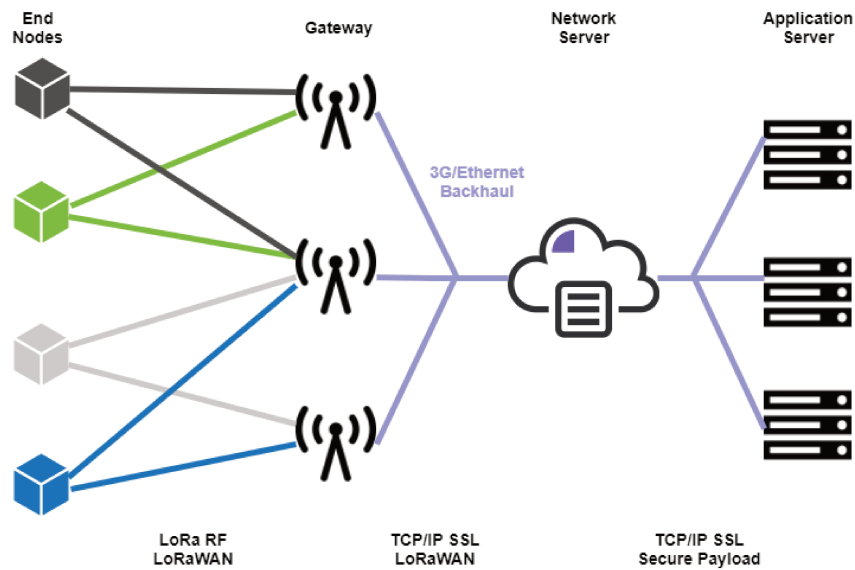 End
Nodes
Gateway
Network
Server
Application
Server
3G/Ethernet
Backhaul
LoRa RF
LoRaWAN
TCP/IP SSL
LoRaWAN
TCP/IP SSL
Secure Payload